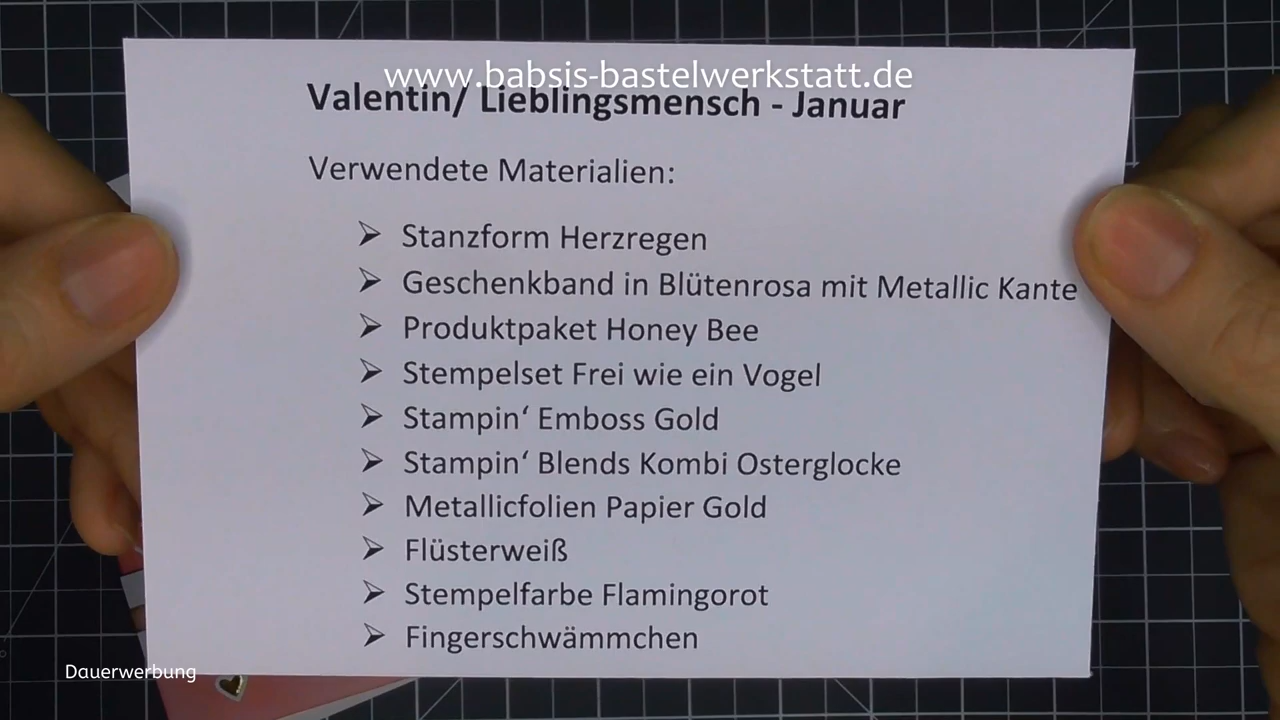 www.babsis-bastelwerkstatt.de
Valentin/ Lieblingsmensch - Januar
Verwendete Materialien:
➢ Stanzform Herzregen
➢ Geschenkband in Blütenrosa mit Metallic Kante
➢ Produktpaket Honey Bee
➢ Stempelset Frei wie ein Vogel
➢ Stampin‘ Emboss Gold
➢ Stampin‘ Blends Kombi Osterglocke
➢ Metallicfolien Papier Gold
➢ Flüsterweiß
➢ Stempelfarbe Flamingorot
➢ Fingerschwämmchen
Dauerwerbung